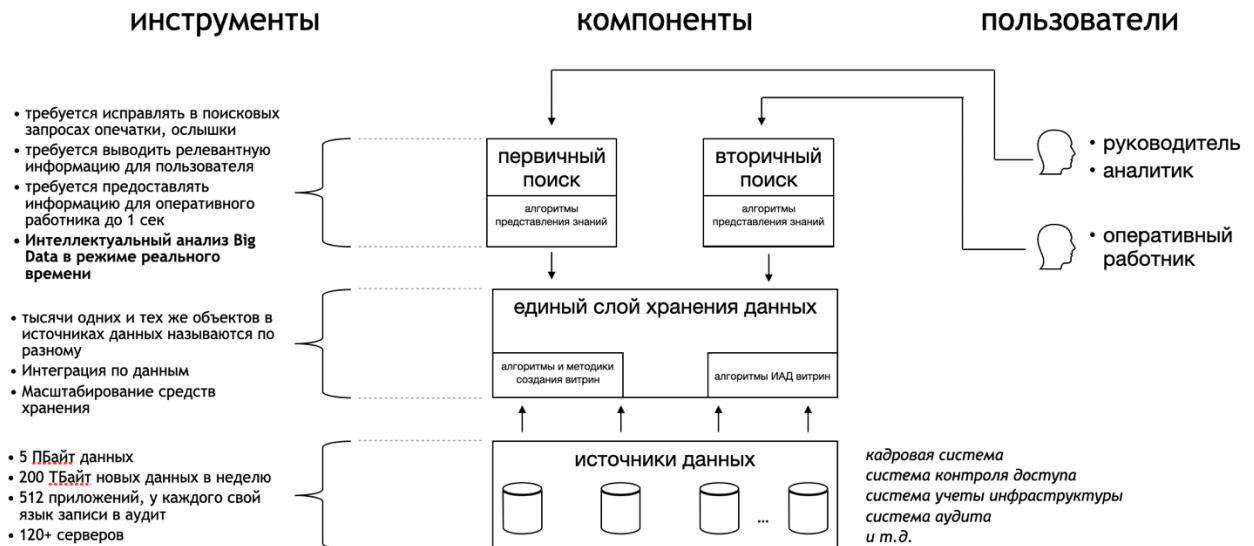 инструменты
компоненты
пользователи
• требуется исправлять в поисковых
запросах опечатки, ослышки
• требуется выводить релевантную
информацию для пользователя
• требуется предоставлять
информацию для оперативного
работника до 1 сек
• Интеллектуальный анализ Big
Data в режиме реального
времени
первичный
поиск
алгоритмы
представления знаний
вторичный
поиск
алгоритмы
представления знаний
• руководитель
• аналитик
• оперативный
работник
• тысячи одних и тех же объектов в
источниках данных называются по
разному
• Интеграция по данным
• Масштабирование средств
хранения
единый слой хранения данных
алгоритмы и методики
создания витрин
алгоритмы ИАД витрин
• 5 ПБайт данных
• 200 ТБайт новых данных в неделю
• 512 приложений, у каждого свой
язык записи в аудит
• 120+ серверов
источники данных
...
кадровая система
система контроля доступа
система учеты инфраструктуры
система аудита
и т.д.